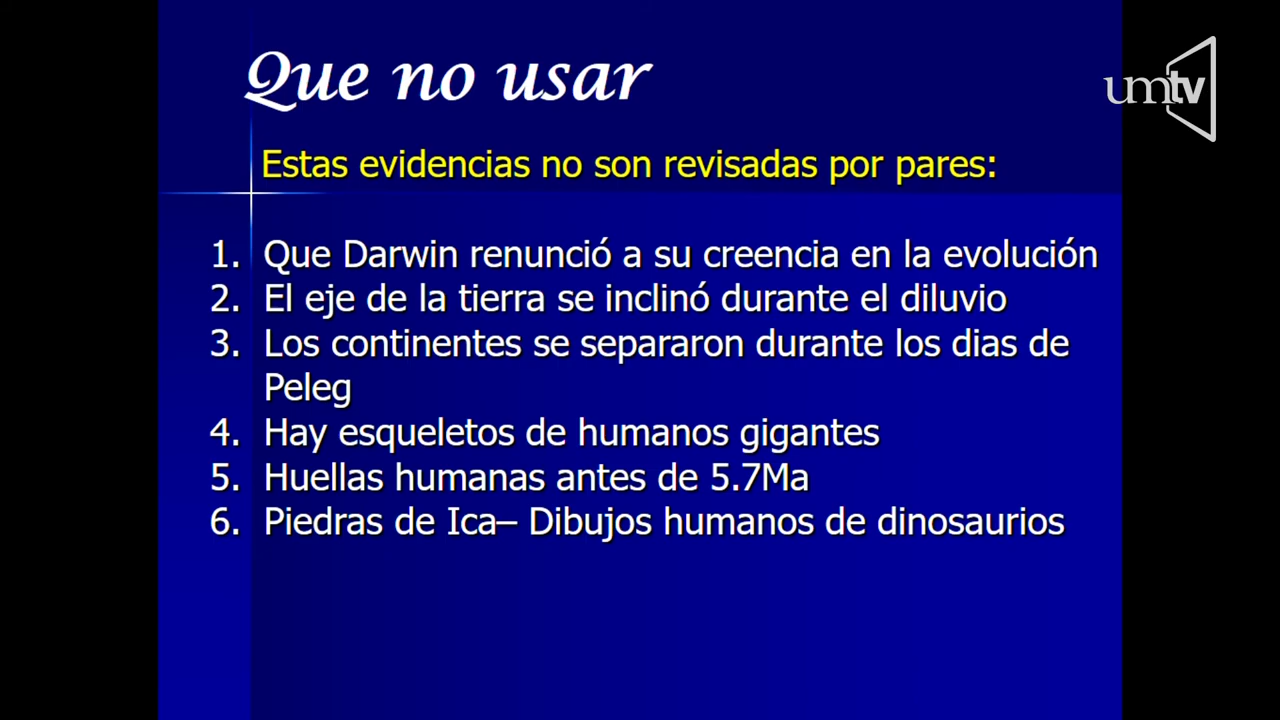 Que no usar
umtv
Estas evidencias no son revisadas por pares:
1. Que Darwin renunció a su creencia en la evolución
2. El eje de la tierra se inclinó durante el diluvio
3. Los continentes se separaron durante los dias de
Peleg
4. Hay esqueletos de humanos gigantes
5. Huellas humanas antes de 5.7Ma
6. Piedras de Ica– Dibujos humanos de dinosaurios